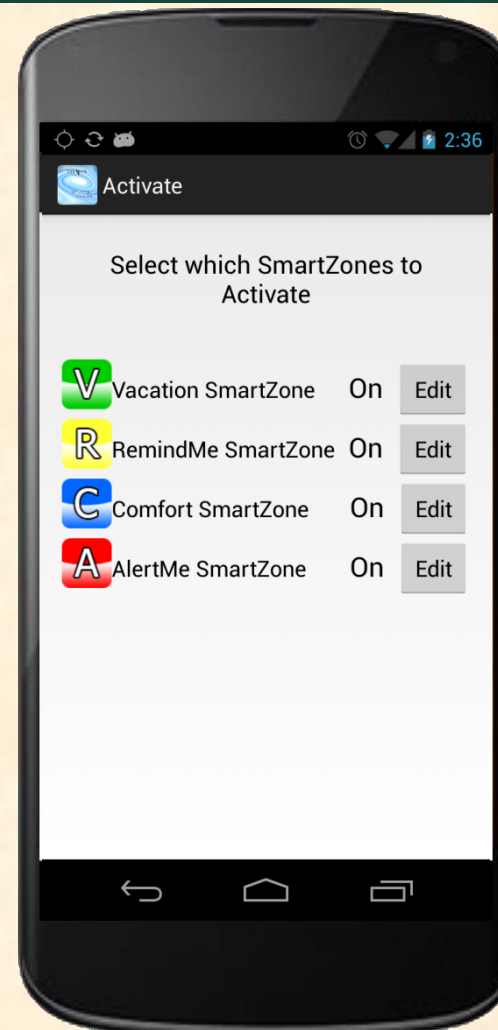 2:36
Activate
Select which SmartZones to
Activate
V Vacation SmartZone On Edit
R RemindMe SmartZone On Edit
C Comfort SmartZone On Edit
A AlertMe SmartZone On Edit